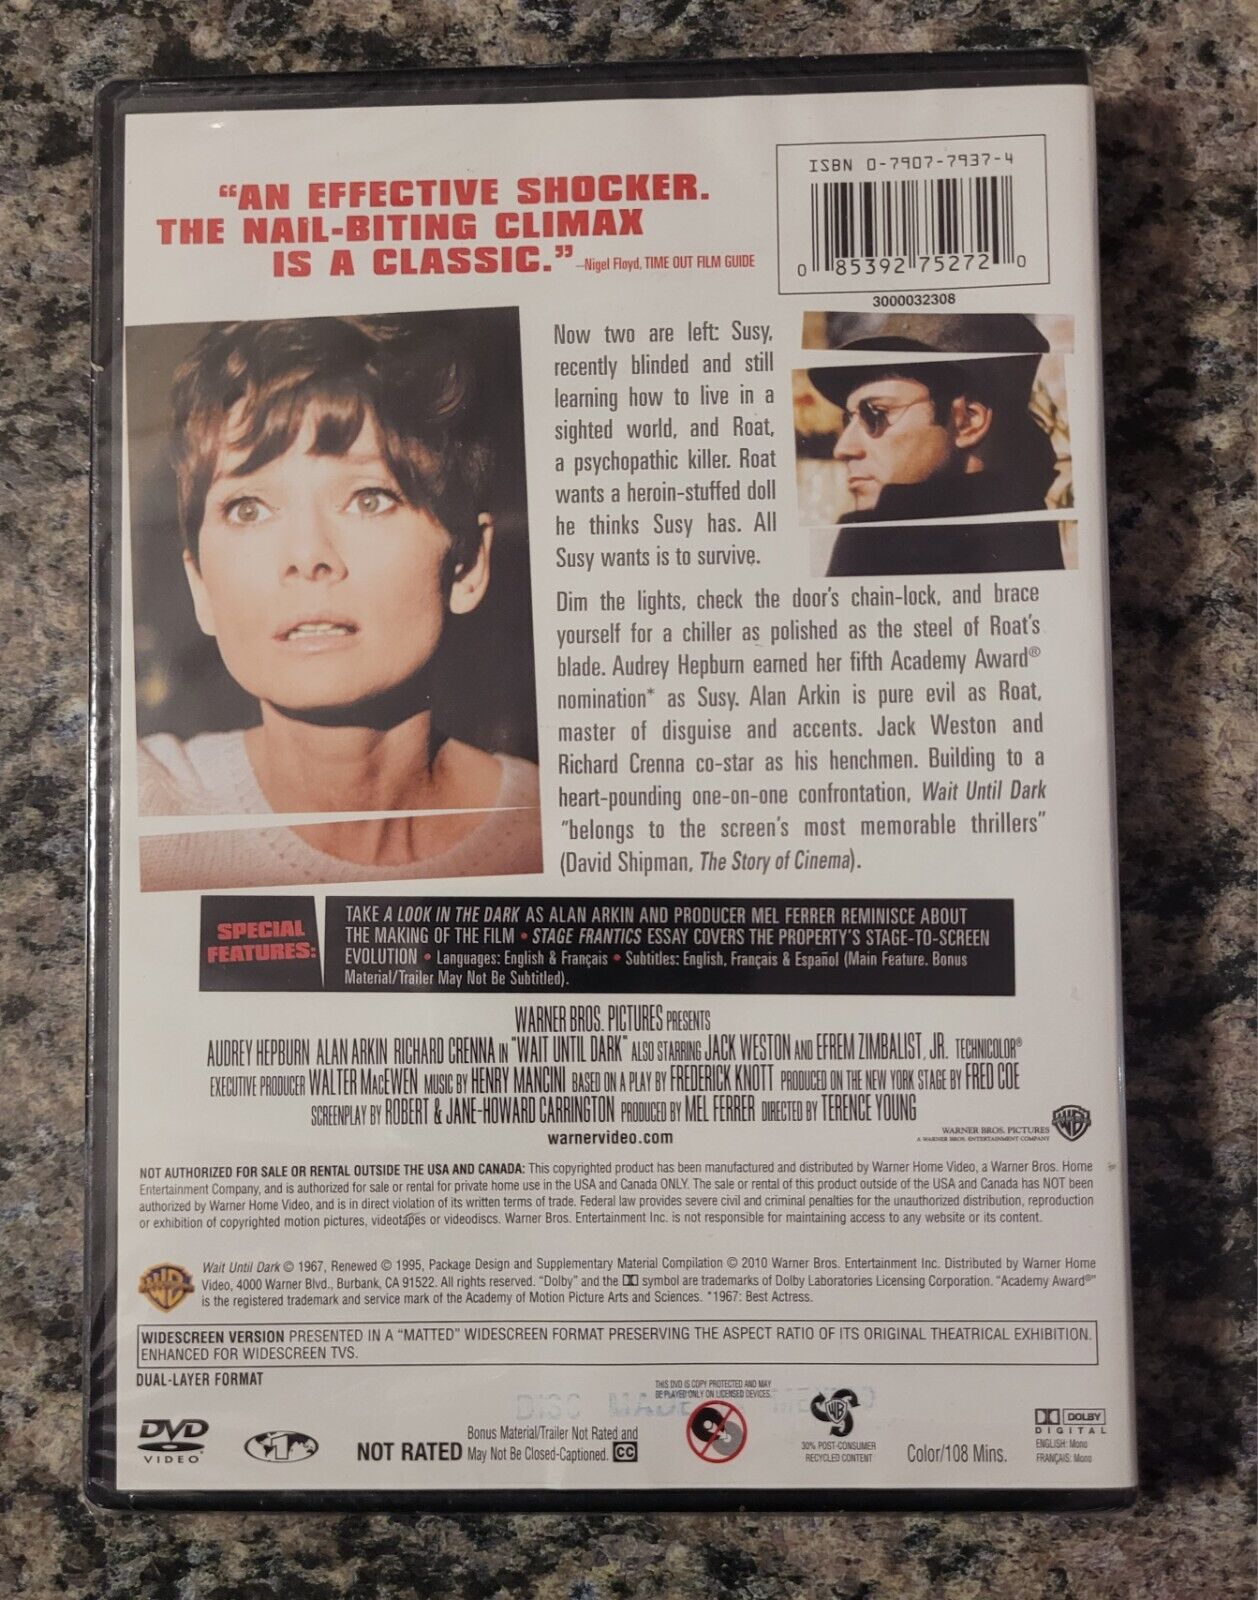 “AN EFFECTIVE SHOCKER.
THE NAIL-BITING CLIMAX
IS A CLASSIC.” –Nigel Floyd, TIME OUT FILM GUIDE
ISBN 0-7907-7937-4
0 85392 75272 0
3000032308
Now two are left: Susy,
recently blinded and still
learning how to live in a
sighted world, and Roat,
a psychopathic killer. Roat
wants a heroin-stuffed doll
he thinks Susy has. All
Susy wants is to survive.
Dim the lights, check the door's chain-lock, and brace
yourself for a chiller as polished as the steel of Roat's
blade. Audrey Hepburn earned her fifth Academy Award®
nomination* as Susy. Alan Arkin is pure evil as Roat,
master of disguise and accents. Jack Weston and
Richard Crenna co-star as his henchmen. Building to a
heart-pounding one-on-one confrontation, Wait Until Dark
“belongs to the screen's most memorable thrillers”
(David Shipman, The Story of Cinema).
SPECIAL
FEATURES:
TAKE A LOOK IN THE DARK AS ALAN ARKIN AND PRODUCER MEL FERRER REMINISCE ABOUT
THE MAKING OF THE FILM • STAGE FRANTICS ESSAY COVERS THE PROPERTY'S STAGE-TO-SCREEN
EVOLUTION • Languages: English & Français • Subtitles: English, Français & Español (Main Feature. Bonus
Material/Trailer May Not Be Subtitled).
WARNER BROS. PICTURES PRESENTS
AUDREY HEPBURN ALAN ARKIN RICHARD CRENNA IN "WAIT UNTIL DARK" ALSO STARRING JACK WESTON AND EFREM ZIMBALIST, JR. TECHNICOLOR®
EXECUTIVE PRODUCER WALTER MacEWEN MUSIC BY HENRY MANCINI BASED ON A PLAY BY FREDERICK KNOTT PRODUCED ON THE NEW YORK STAGE BY FRED COE
SCREENPLAY BY ROBERT & JANE-HOWARD CARRINGTON PRODUCED BY MEL FERRER DIRECTED BY TERENCE YOUNG
warnervideo.com
WARNER BROS. PICTURES
A WARNER BROS. ENTERTAINMENT COMPANY
NOT AUTHORIZED FOR SALE OR RENTAL OUTSIDE THE USA AND CANADA: This copyrighted product has been manufactured and distributed by Warner Home Video, a Warner Bros. Home
Entertainment Company, and is authorized for sale or rental for private home use in the USA and Canada ONLY. The sale or rental of this product outside of the USA and Canada has NOT been
authorized by Warner Home Video, and is in direct violation of its written terms of trade. Federal law provides severe civil and criminal penalties for the unauthorized distribution, reproduction
or exhibition of copyrighted motion pictures, videotapes or videodiscs. Warner Bros. Entertainment Inc. is not responsible for maintaining access to any website or its content.
Wait Until Dark © 1967, Renewed © 1995, Package Design and Supplementary Material Compilation © 2010 Warner Bros. Entertainment Inc. Distributed by Warner Home
Video, 4000 Warner Blvd., Burbank, CA 91522. All rights reserved. “Dolby” and the DD symbol are trademarks of Dolby Laboratories Licensing Corporation. “Academy Award®”
is the registered trademark and service mark of the Academy of Motion Picture Arts and Sciences. *1967: Best Actress.
WIDESCREEN VERSION PRESENTED IN A “MATTED” WIDESCREEN FORMAT PRESERVING THE ASPECT RATIO OF ITS ORIGINAL THEATRICAL EXHIBITION.
ENHANCED FOR WIDESCREEN TVS.
DUAL-LAYER FORMAT
THIS DVD IS COPY PROTECTED AND MAY
BE PLAYED ONLY ON LICENSED DEVICES.
DISC MADE
DVD
VIDEO
1
NOT RATED
Bonus Material/Trailer Not Rated and
May Not Be Closed-Captioned. CC
30% POST-CONSUMER
RECYCLED CONTENT
Color/108 Mins.
DOLBY
DIGITAL
ENGLISH: Mono
FRANÇAIS: Mono